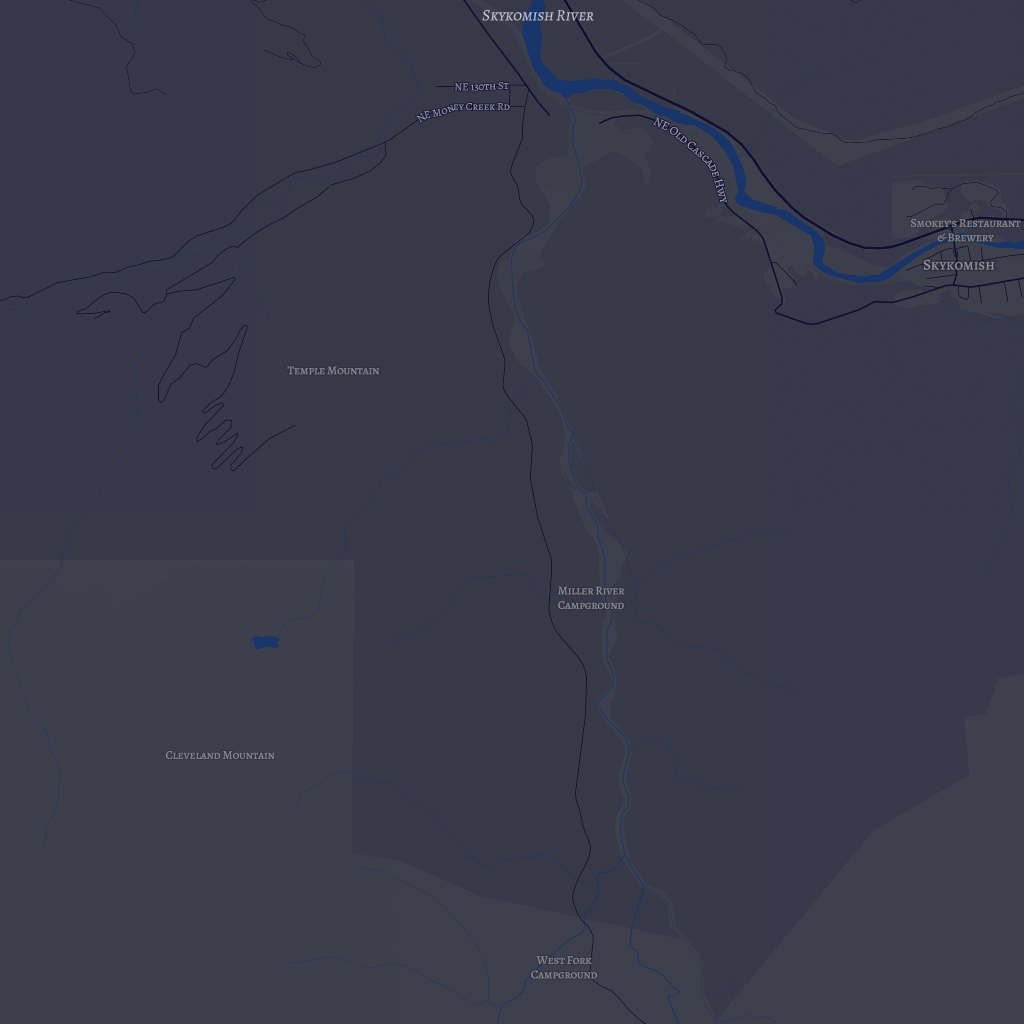 Skykomish River
NE 130th St
NE Money Creek Rd
NE Old Cascade Hwy
Smokey's Restaurant
& Brewery
Skykomish
Temple Mountain
Miller River
Campground
Cleveland Mountain
West Fork
Campground